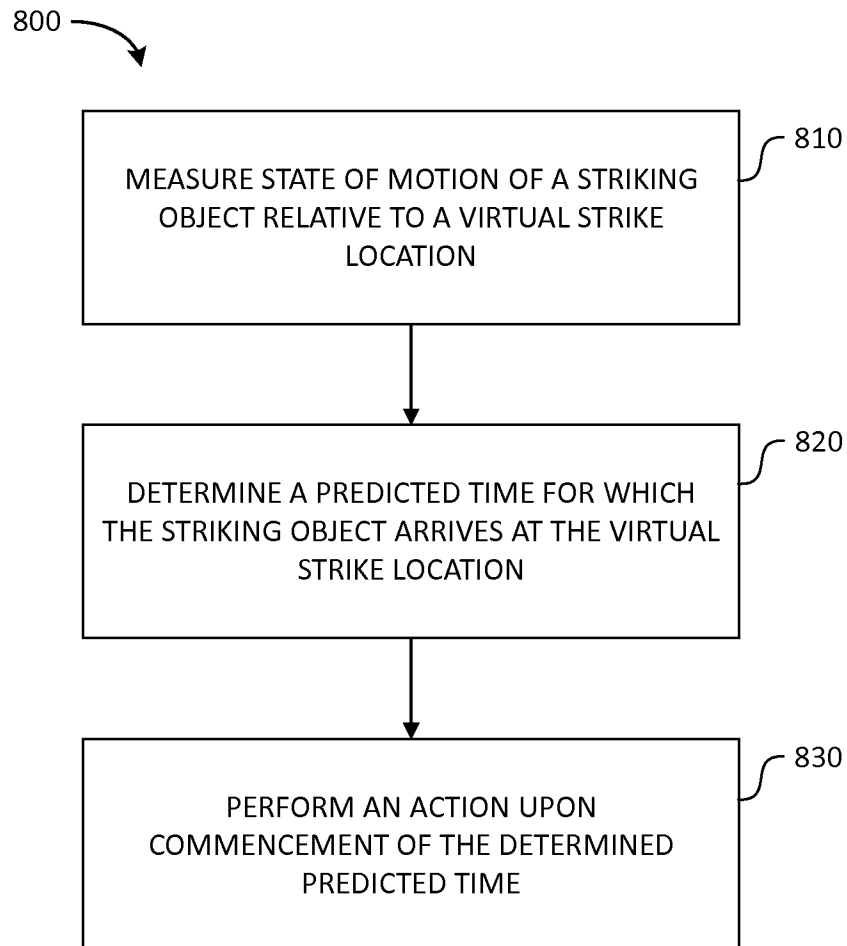 800
810
MEASURE STATE OF MOTION OF A STRIKING
OBJECT RELATIVE TO A VIRTUAL STRIKE
LOCATION
820
DETERMINE A PREDICTED TIME FOR WHICH
THE STRIKING OBJECT ARRIVES AT THE VIRTUAL
STRIKE LOCATION
830
PERFORM AN ACTION UPON
COMMENCEMENT OF THE DETERMINED
PREDICTED TIME